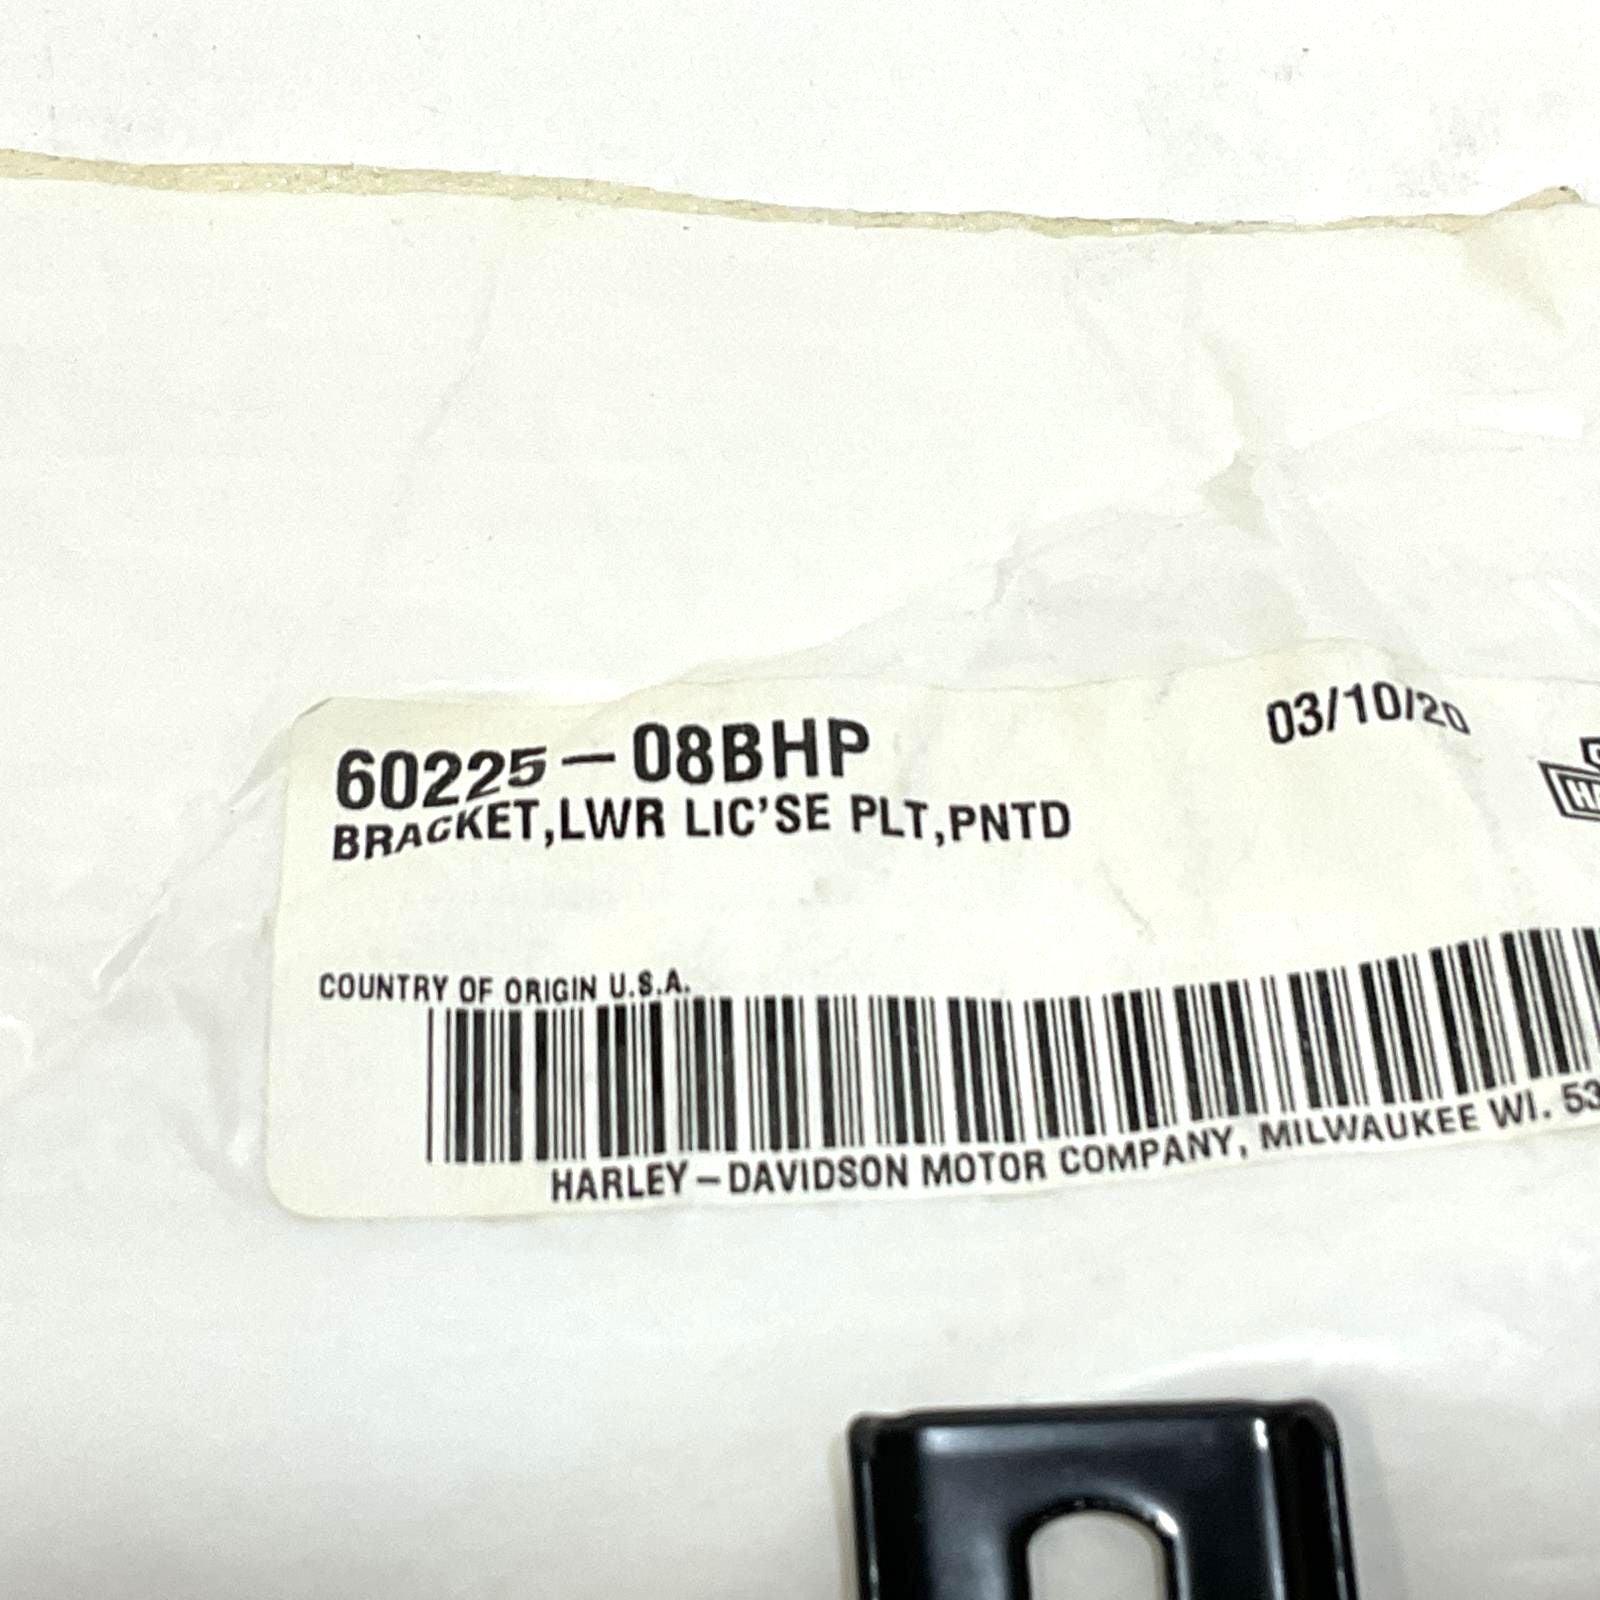 60225-08BHP
03/10/20
BRACKET,LWR LIC'SE PLT,PNTD
COUNTRY OF ORIGIN U.S.A.
HARLEY-DAVIDSON MOTOR COMPANY, MILWAUKEE WI. 53